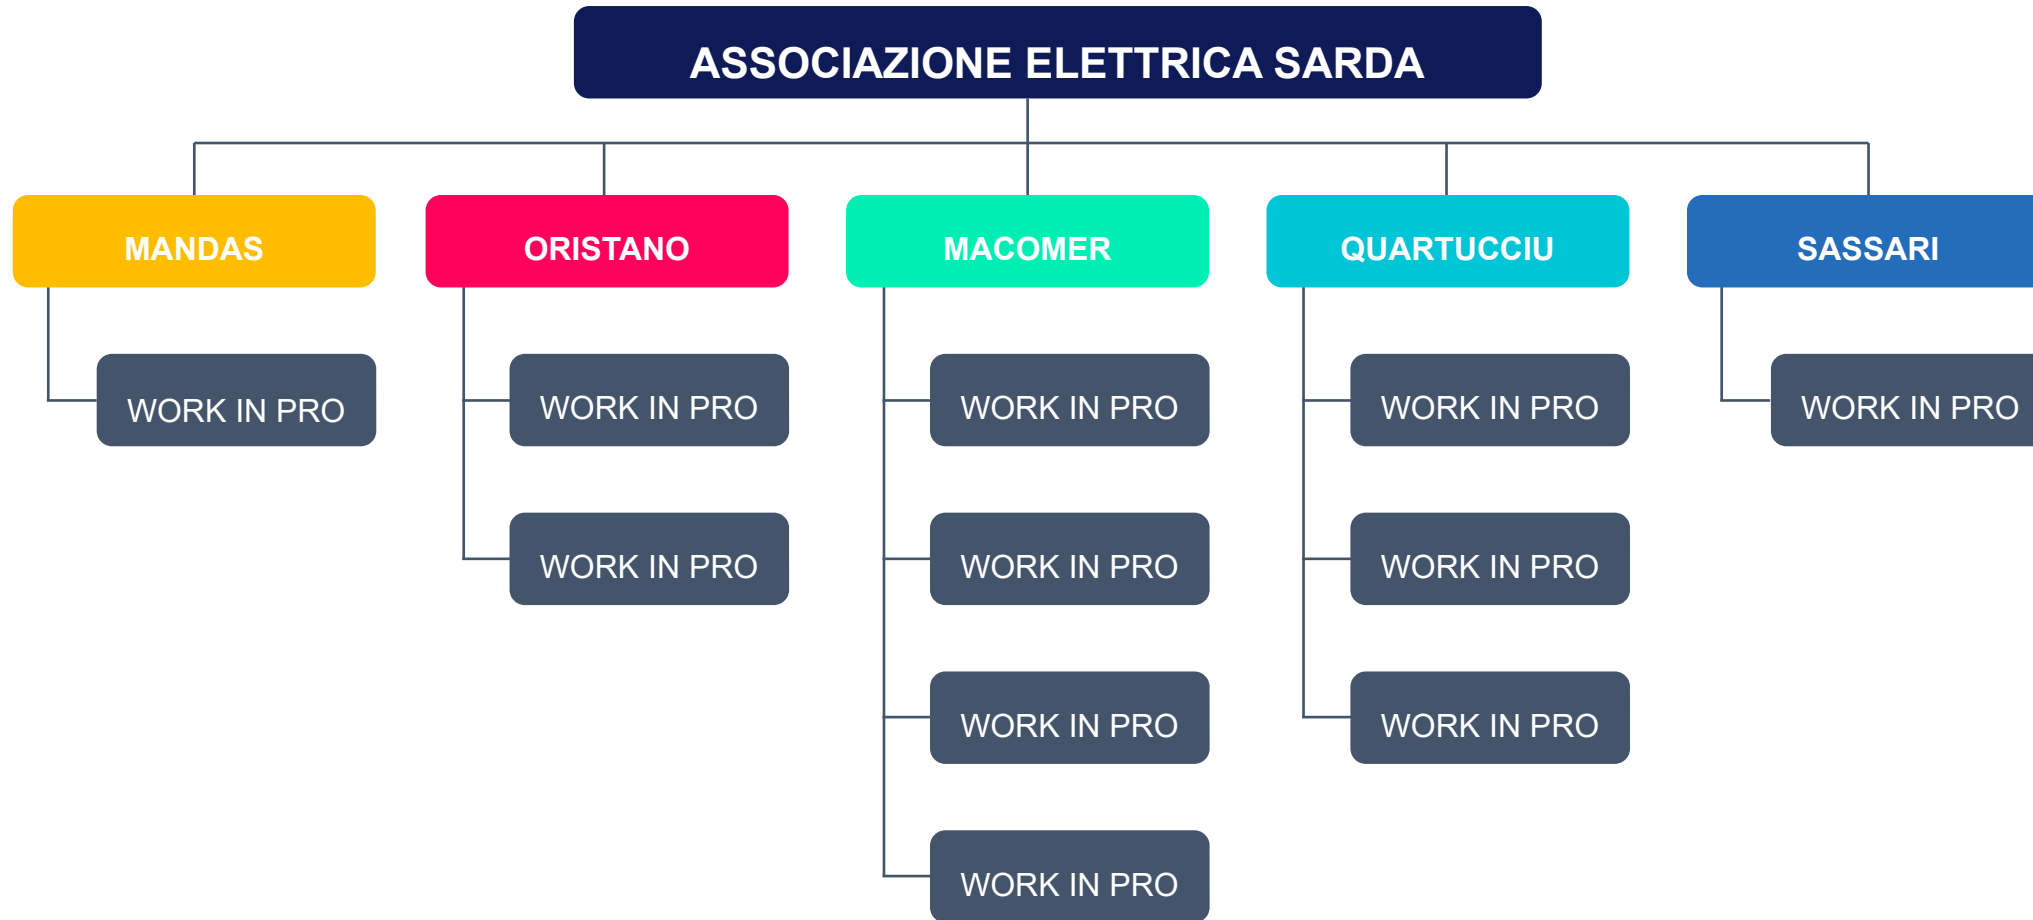 ASSOCIAZIONE ELETTRICA SARDA
MANDAS
ORISTANO
MACOMER
QUARTUCCIU
SASSARI
WORK IN PRO
WORK IN PRO
WORK IN PRO
WORK IN PRO
WORK IN PRO
WORK IN PRO
WORK IN PRO
WORK IN PRO
WORK IN PRO
WORK IN PRO
WORK IN PRO